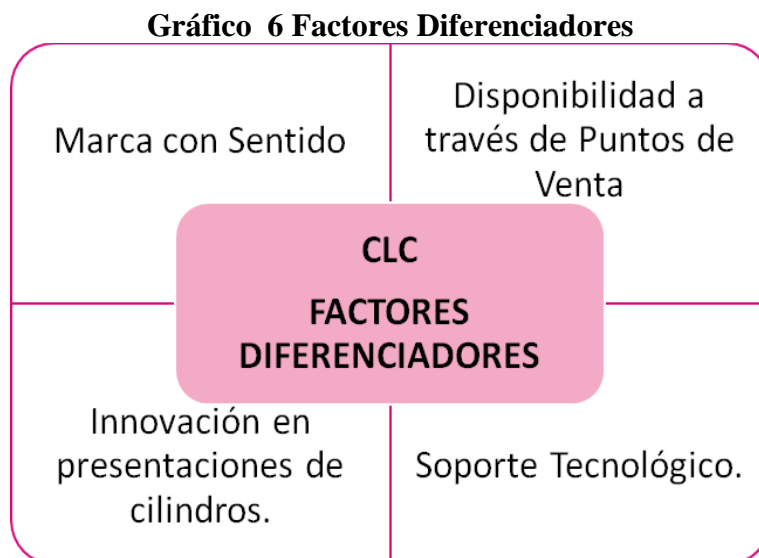 Gráfico  6 Factores Diferenciadores
Marca con Sentido
Disponibilidad a
través de Puntos de
Venta
CLC
FACTORES
DIFERENCIADORES
Innovación en
presentaciones de
cilindros.
Soporte Tecnológico.